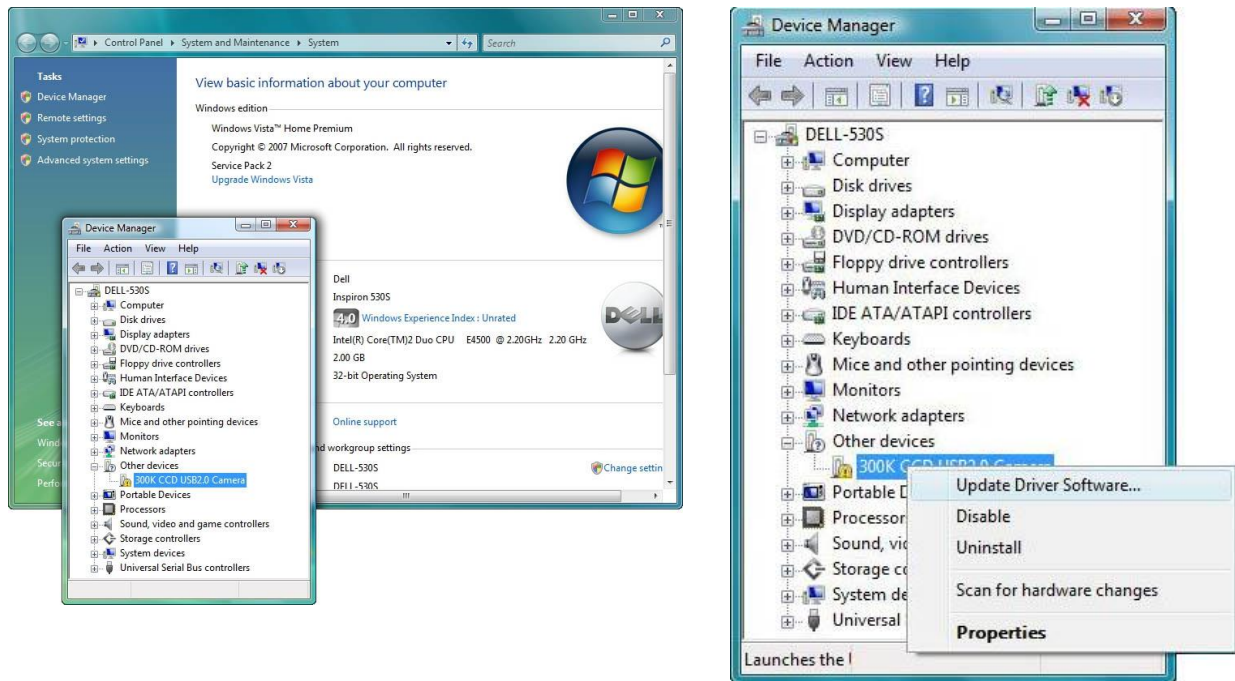 Control Panel ▸ System and Maintenance ▸ System
Search
Tasks
Device Manager
Remote settings
System protection
Advanced system settings
View basic information about your computer
Windows edition
Windows Vista™ Home Premium
Copyright © 2007 Microsoft Corporation. All rights reserved.
Service Pack 2
Upgrade Windows Vista
Dell
Inspiron 530S
4,0 Windows Experience Index : Unrated
Intel(R) Core(TM)2 Duo CPU E4500 @ 2.20GHz 2.20 GHz
2.00 GB
32-bit Operating System
DELL
Online support
workgroup settings
DELL-530S
Change settin
DELL-530S
See a
Wind
Secur
Perfo
Device Manager
File Action View Help
DELL-530S
Computer
Disk drives
Display adapters
DVD/CD-ROM drives
Floppy drive controllers
Human Interface Devices
IDE ATA/ATAPI controllers
Keyboards
Mice and other pointing devices
Monitors
Network adapters
Other devices
300K CCD USB2.0 Camera
Portable Devices
Processors
Sound, video and game controllers
Storage controllers
System devices
Universal Serial Bus controllers
Device Manager
File Action View Help
DELL-530S
Computer
Disk drives
Display adapters
DVD/CD-ROM drives
Floppy drive controllers
Human Interface Devices
IDE ATA/ATAPI controllers
Keyboards
Mice and other pointing devices
Monitors
Network adapters
Other devices
300K CCD USB2.0 Camera
Portable D
Processor
Sound, vid
Storage co
System de
Universal
Update Driver Software...
Disable
Uninstall
Scan for hardware changes
Properties
Launches the